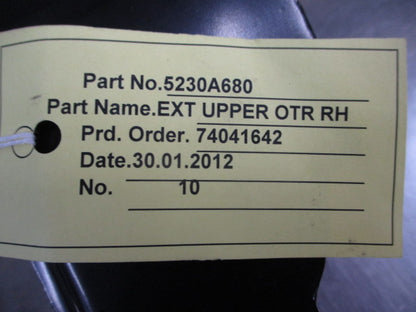 Part No.5230A680
Part Name.EXT UPPER OTR RH
Prd. Order. 74041642
Date.30.01.2012
No. 10